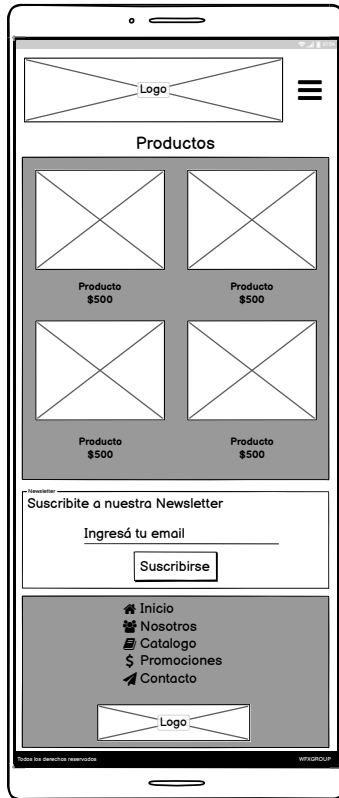 Logo
Productos
Producto
$500
Producto
$500
Producto
$500
Producto
$500
Newsletter
Suscribite a nuestra Newsletter
Ingresá tu email
Suscribirse
Inicio
Nosotros
Catalogo
$ Promociones
Contacto
Logo
Todos los derechos reservados
WFXGROUP